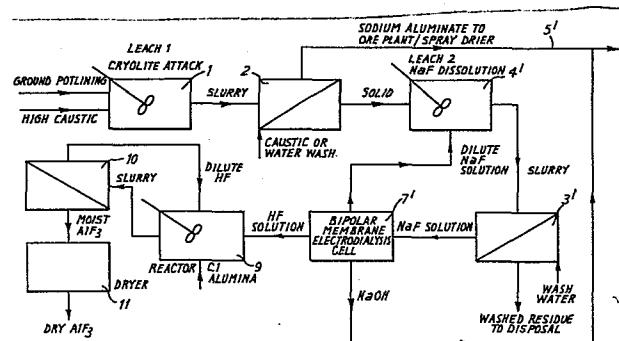 SODIUM ALUMINATE TO
ORE PLANT/SPRAY DRIER
5'
LEACH 1
CRYOLITE ATTACK
1
2
LEACH 2
NaF DISSOLUTION
4'
GROUND POTLINING
HIGH CAUSTIC
SLURRY
SOLID
CAUSTIC OR
WATER WASH.
DILUTE
NaF
SOLUTION
SLURRY
10
SLURRY
DILUTE
HF
7'
3'
MOIST
AlF3
HF
SOLUTION
BIPOLAR
MEMBRANE
ELECTRODIALYSIS
CELL
NaF SOLUTION
REACTOR
C.1
ALUMINA
9
DRYER
11
NaOH
WASH
WATER
WASHED RESIDUE
TO DISPOSAL
DRY AlF3